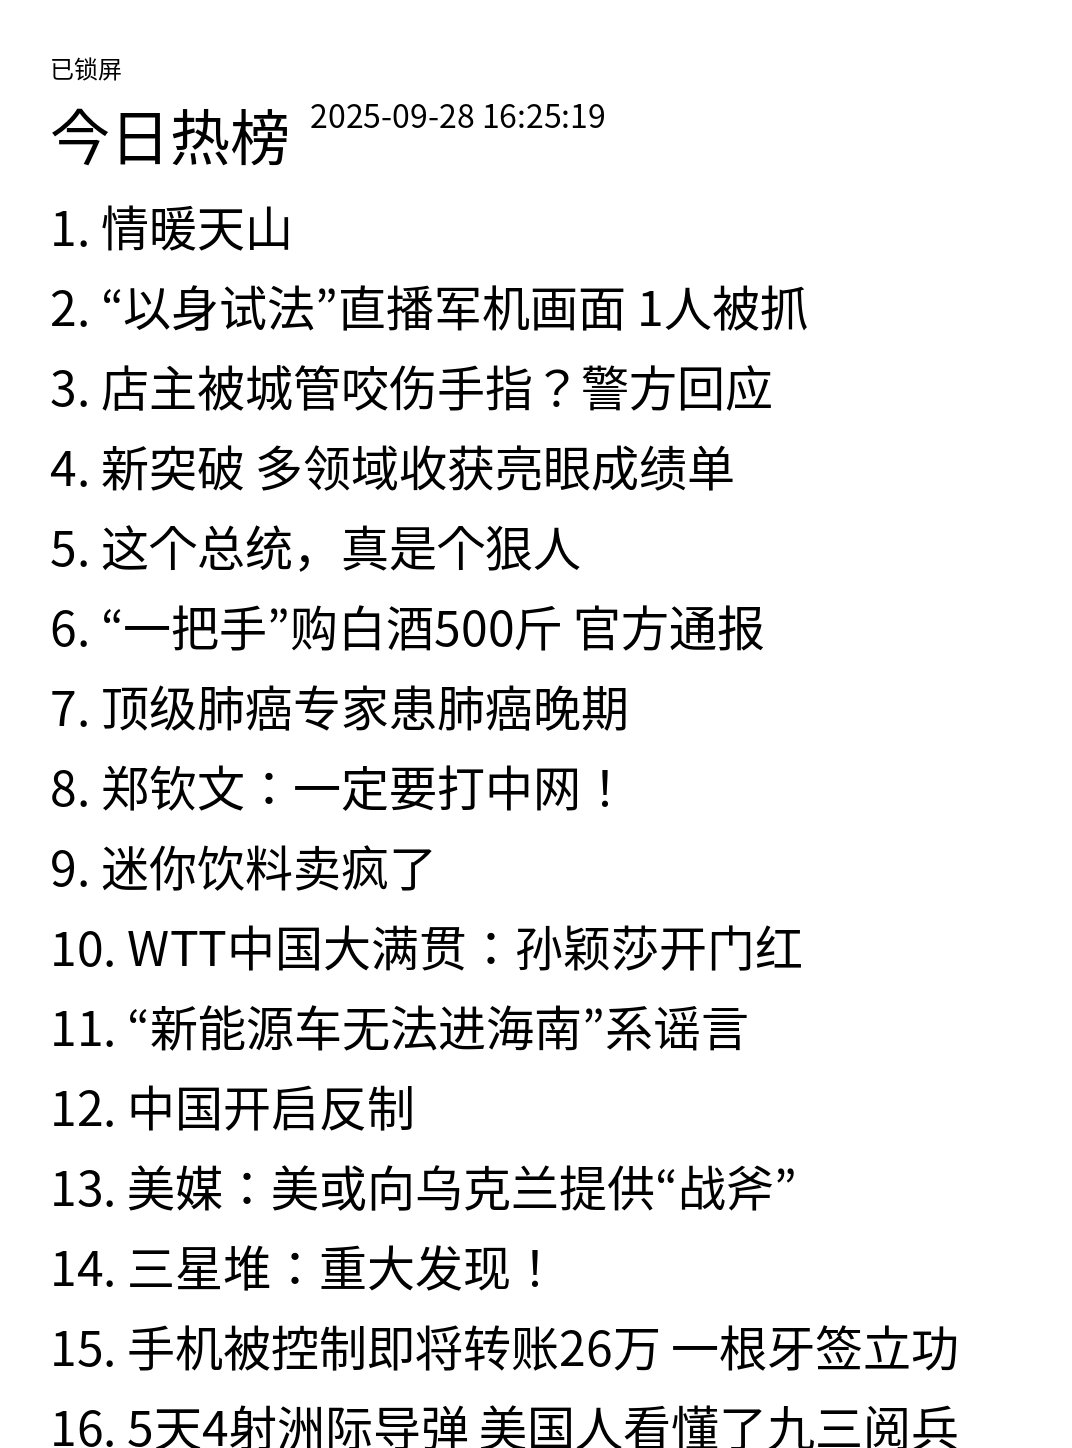 已锁屏
今日热榜 2025-09-28 16:25:19
1. 情暖天山
2. “以身试法”直播军机画面 1人被抓
3. 店主被城管咬伤手指？警方回应
4. 新突破 多领域收获亮眼成绩单
5. 这个总统，真是个狠人
6. “一把手”购白酒500斤 官方通报
7. 顶级肺癌专家患肺癌晚期
8. 郑钦文：一定要打中网！
9. 迷你饮料卖疯了
10. WTT中国大满贯：孙颖莎开门红
11. “新能源车无法进海南”系谣言
12. 中国开启反制
13. 美媒：美或向乌克兰提供“战斧”
14. 三星堆：重大发现！
15. 手机被控制即将转账26万 一根牙签立功
16. 5天4射洲际导弹 美国人看懂了九三阅兵